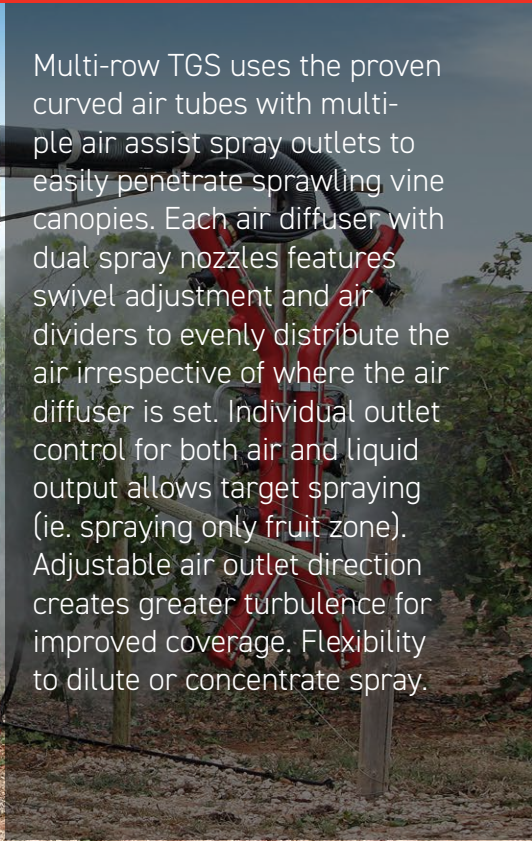 Multi-row TGS uses the proven
curved air tubes with multi-
ple air assist spray outlets to
easily penetrate sprawling vine
canopies. Each air diffuser with
dual spray nozzles features
swivel adjustment and air
dividers to evenly distribute the
air irrespective of where the air
diffuser is set. Individual outlet
control for both air and liquid
output allows target spraying
(ie. spraying only fruit zone).
Adjustable air outlet direction
creates greater turbulence for
improved coverage. Flexibility
to dilute or concentrate spray.